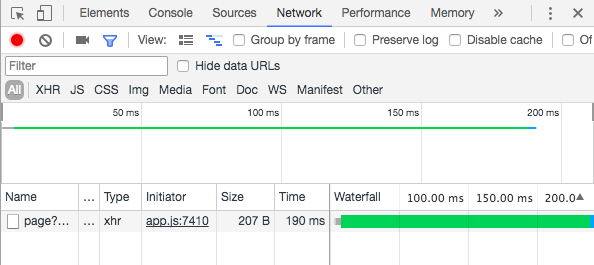 Elements Console Sources Network Performance Memory »
View: Group by frame Preserve log Disable cache Of
Filter Hide data URLs
All XHR JS CSS Img Media Font Doc WS Manifest Other
50 ms 100 ms 150 ms 200 ms
Name ... Type Initiator Size Time Waterfall 100.00 ms 150.00 ms 200.0
page?... ... xhr app.js:7410 207 B 190 ms